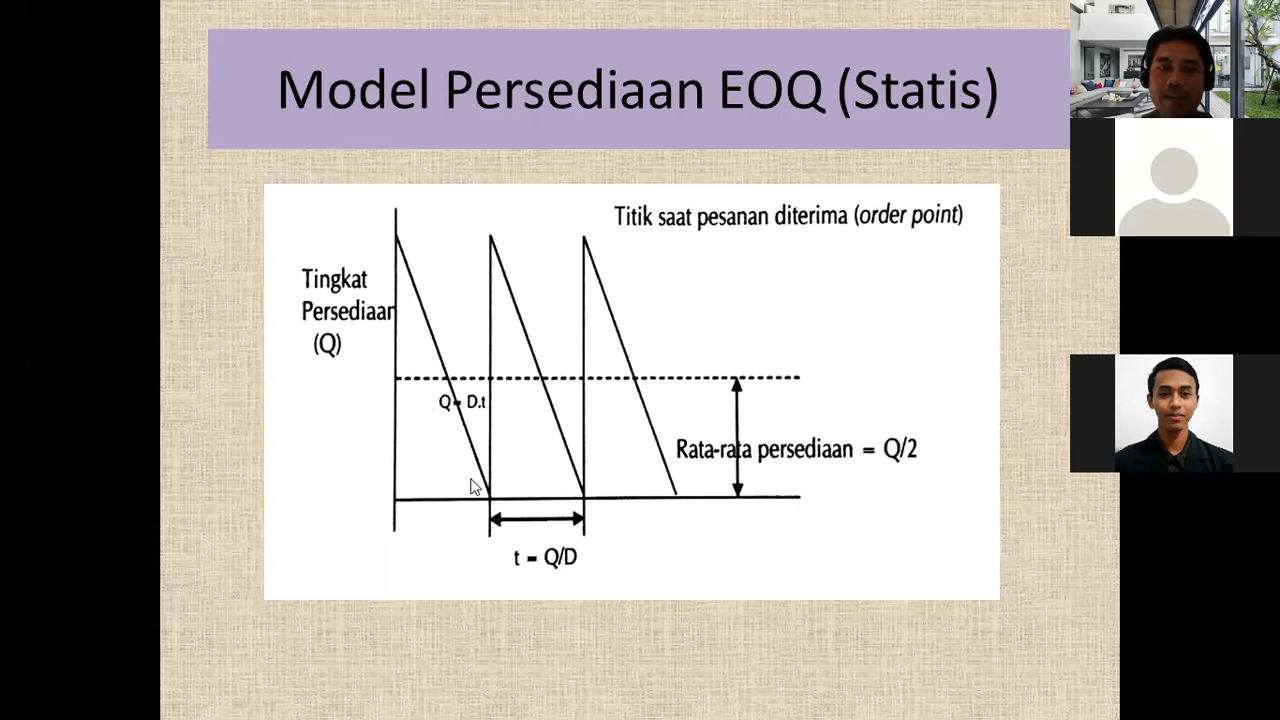 Model Persediaan EOQ (Statis)
Titik saat pesanan diterima (order point)
Tingkat
Persediaan
(Q)
Q = D.t
Rata-rata persediaan = Q/2
t = Q/D